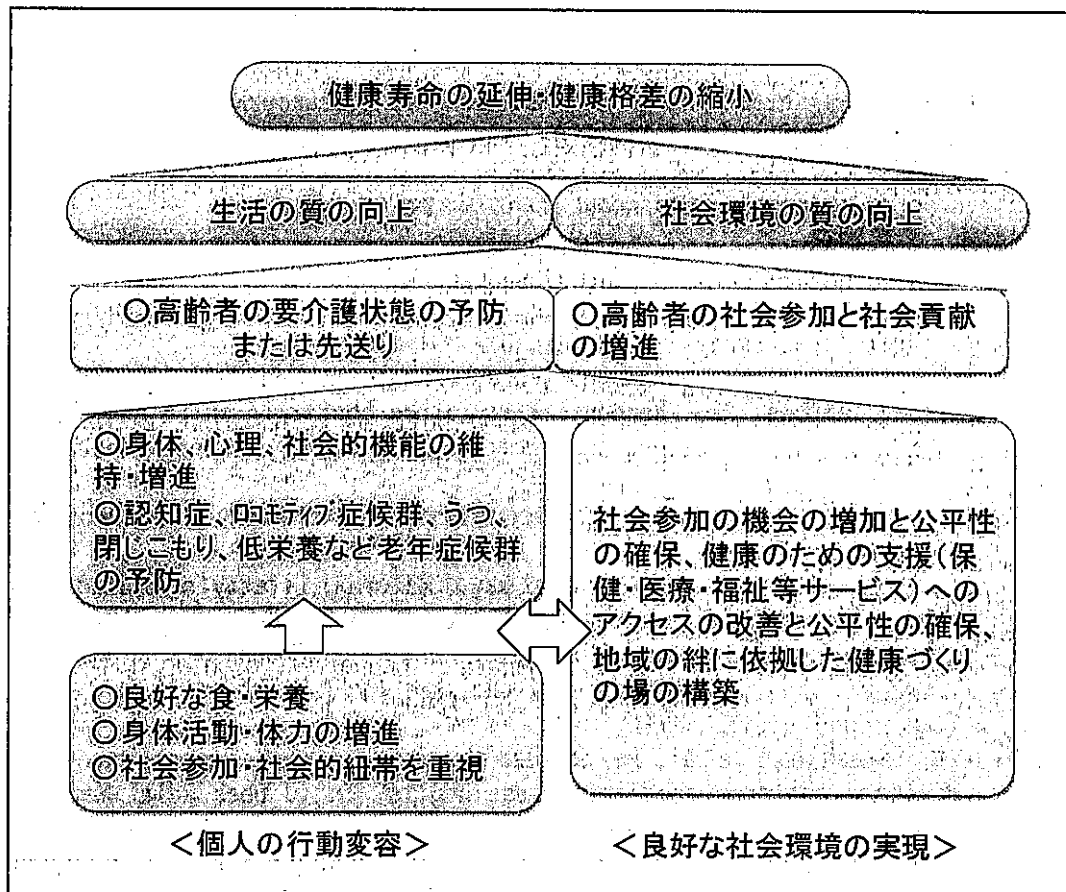 健康寿命の延伸・健康格差の縮小
生活の質の向上
社会環境の質の向上
○高齢者の要介護状態の予防
または先送り
○高齢者の社会参加と社会貢献
の増進
◎身体、心理、社会的機能の維
持・増進
◎認知症、ﾛｺﾓﾃｨﾌﾞ症候群、うつ、
閉じこもり、低栄養など老年症候群
の予防
◎良好な食・栄養
◎身体活動・体力の増進
◎社会参加・社会的紐帯を重視
社会参加の機会の増加と公平性
の確保、健康のための支援(保
健・医療・福祉等サービス)への
アクセスの改善と公平性の確保、
地域の絆に依拠した健康づくり
の場の構築
＜個人の行動変容＞
＜良好な社会環境の実現＞